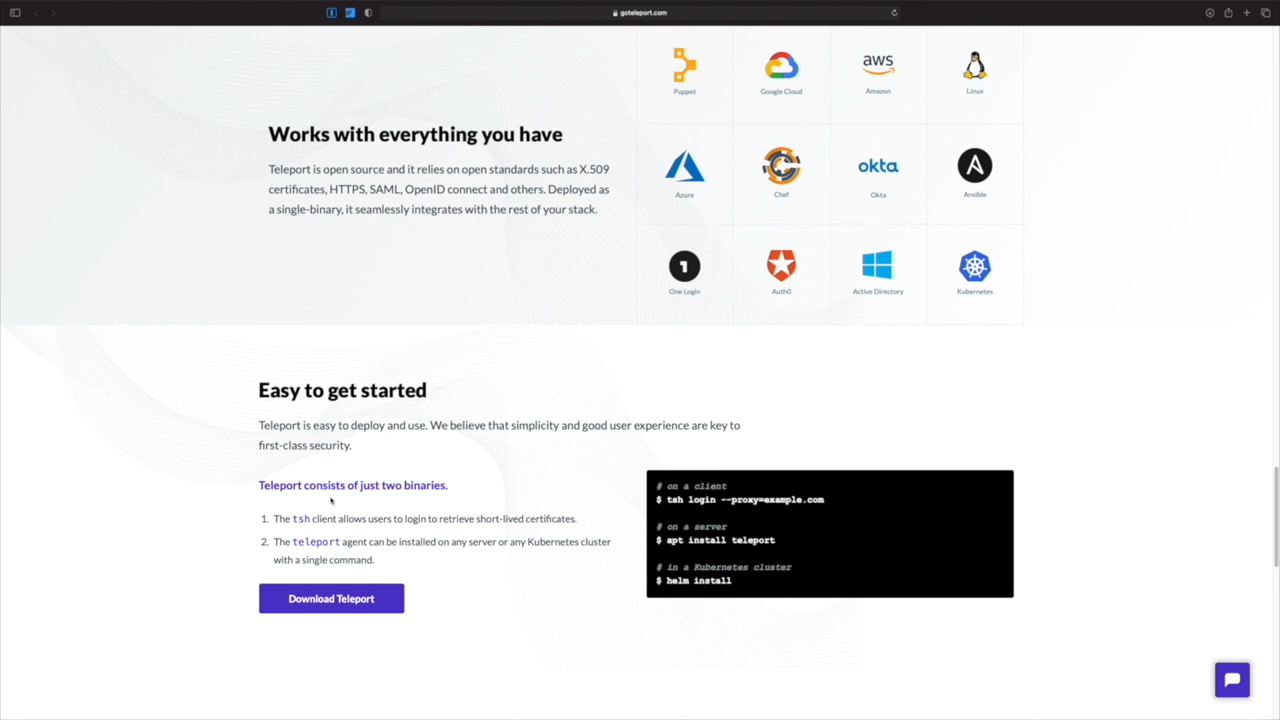 goteleport.com
Works with everything you have
Teleport is open source and it relies on open standards such as X.509
certificates, HTTPS, SAML, OpenID connect and others. Deployed as
a single-binary, it seamlessly integrates with the rest of your stack.
Puppet
Google Cloud
aws
Amazon
Linux
Azure
Chef
okta
Okta
Ansible
1
One Login
Auth0
Active Directory
Kubernetes
Easy to get started
Teleport is easy to deploy and use. We believe that simplicity and good user experience are key to
first-class security.
Teleport consists of just two binaries.
1. The tsh client allows users to login to retrieve short-lived certificates.
2. The teleport agent can be installed on any server or any Kubernetes cluster
with a single command.
Download Teleport
# on a client
$ tsh login --proxy=example.com
# on a server
$ apt install teleport
# in a Kubernetes cluster
$ helm install